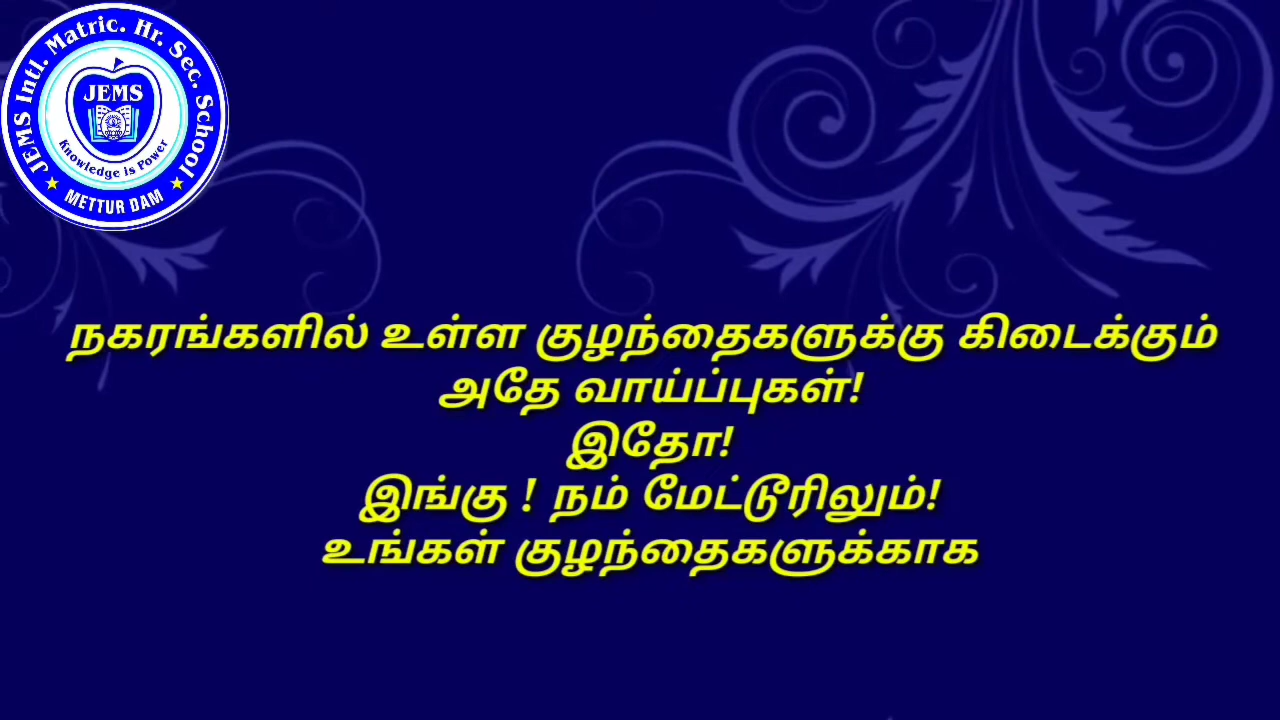 JEMS Intl. Matric. Hr. Sec. School
JEMS
Knowledge is Power
METTUR DAM
நகரங்களில் உள்ள குழந்தைகளுக்கு கிடைக்கும்
அதே வாய்ப்புகள்!
இதோ!
இங்கு ! நம் மேட்டூரிலும்!
உங்கள் குழந்தைகளுக்காக